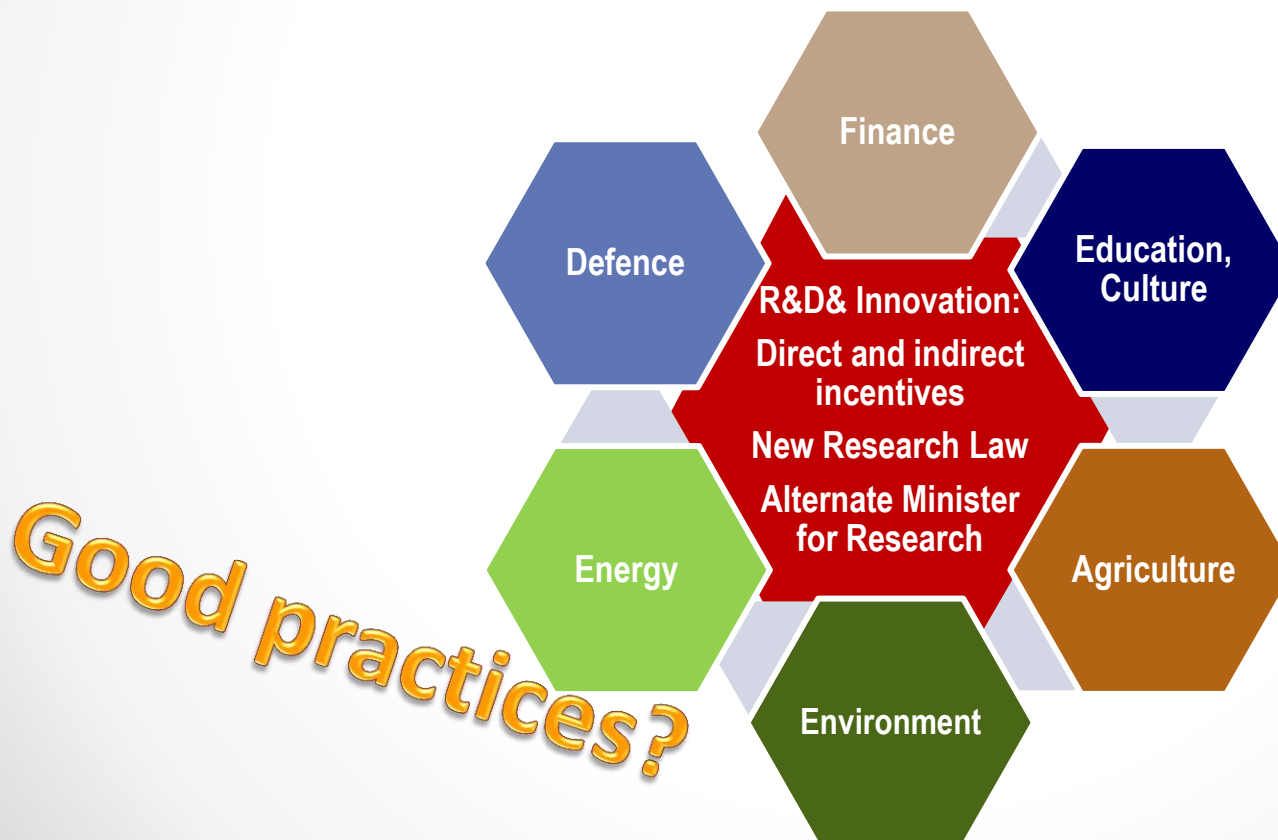 Finance
Defence
Education,
Culture
R&D& Innovation:
Direct and indirect
incentives
New Research Law
Alternate Minister
for Research
Energy
Agriculture
Environment
Good practices?